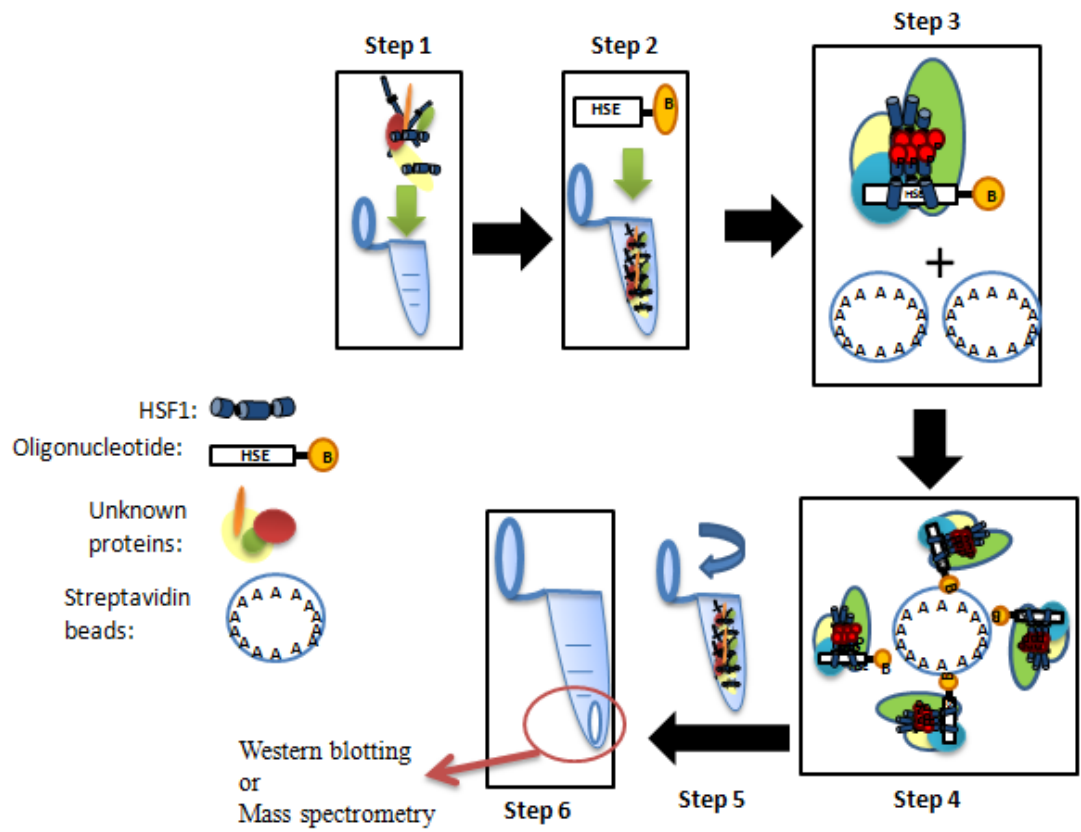 Step 1
Step 2
Step 3
HSE
B
HSE
B
+
A A A A A A A A A A A A A A
A A A A A A A A A A A A A A
HSF1:
Oligonucleotide:
HSE
B
Unknown
proteins:
Streptavidin
beads:
A A A A A A A A A A A A A A
B
B
B
B
A A A A A A A A A A A A A A
Western blotting
or
Mass spectrometry
Step 6
Step 5
Step 4